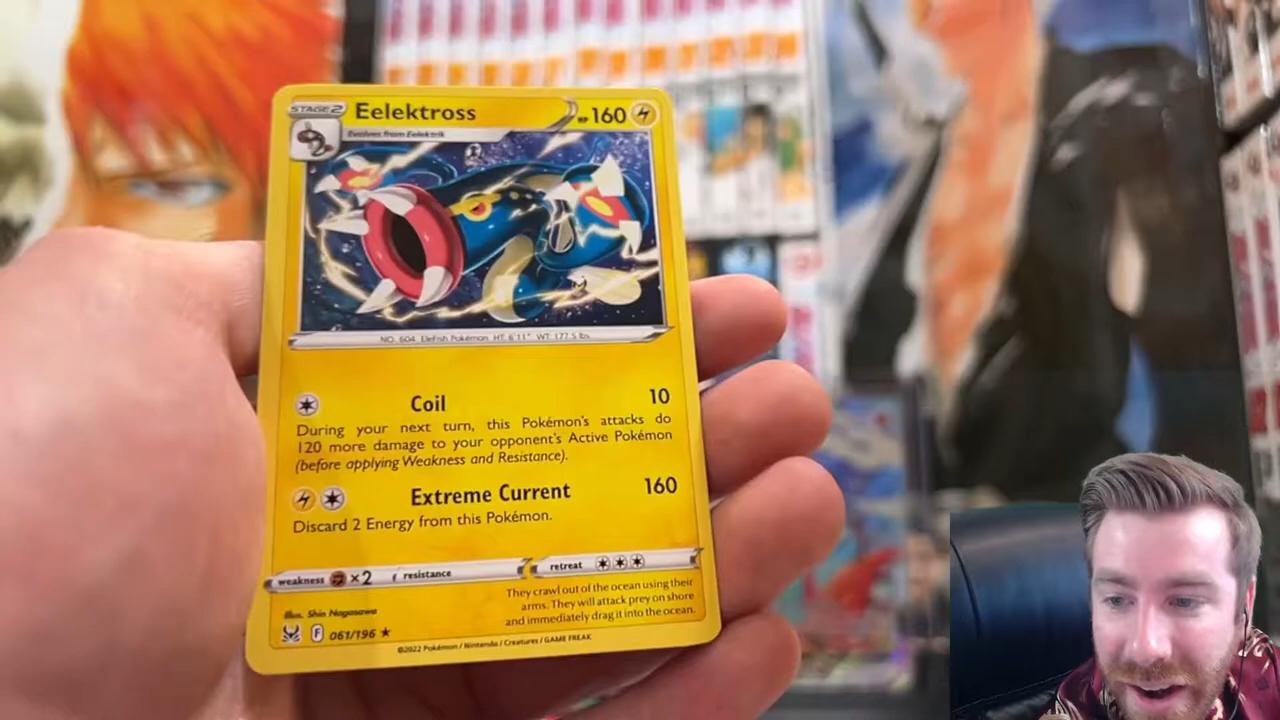 STAGE 2
Eelektross
HP 160
Evolves from Eelektrik
NO. 604 EleFish Pokémon HT: 6'11" WT: 177.5 lbs.
Coil 10
During your next turn, this Pokémon's attacks do
120 more damage to your opponent's Active Pokémon
(before applying Weakness and Resistance).
Extreme Current 160
Discard 2 Energy from this Pokémon.
weakness ×2 resistance retreat
They crawl out of the ocean using their
arms. They will attack prey on shore
and immediately drag it into the ocean.
Illus. Shin Nagasawa
F 061/196 ★
©2022 Pokémon / Nintendo / Creatures / GAME FREAK